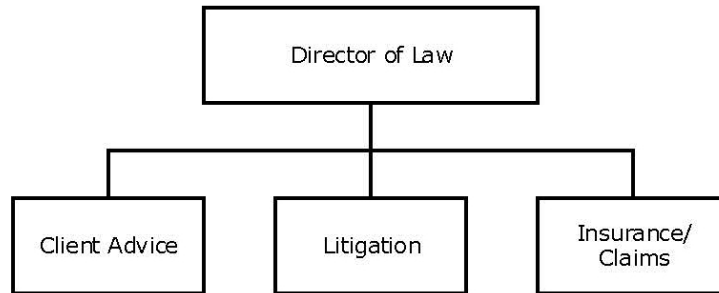 Director of Law
Client Advice
Litigation
Insurance/
Claims